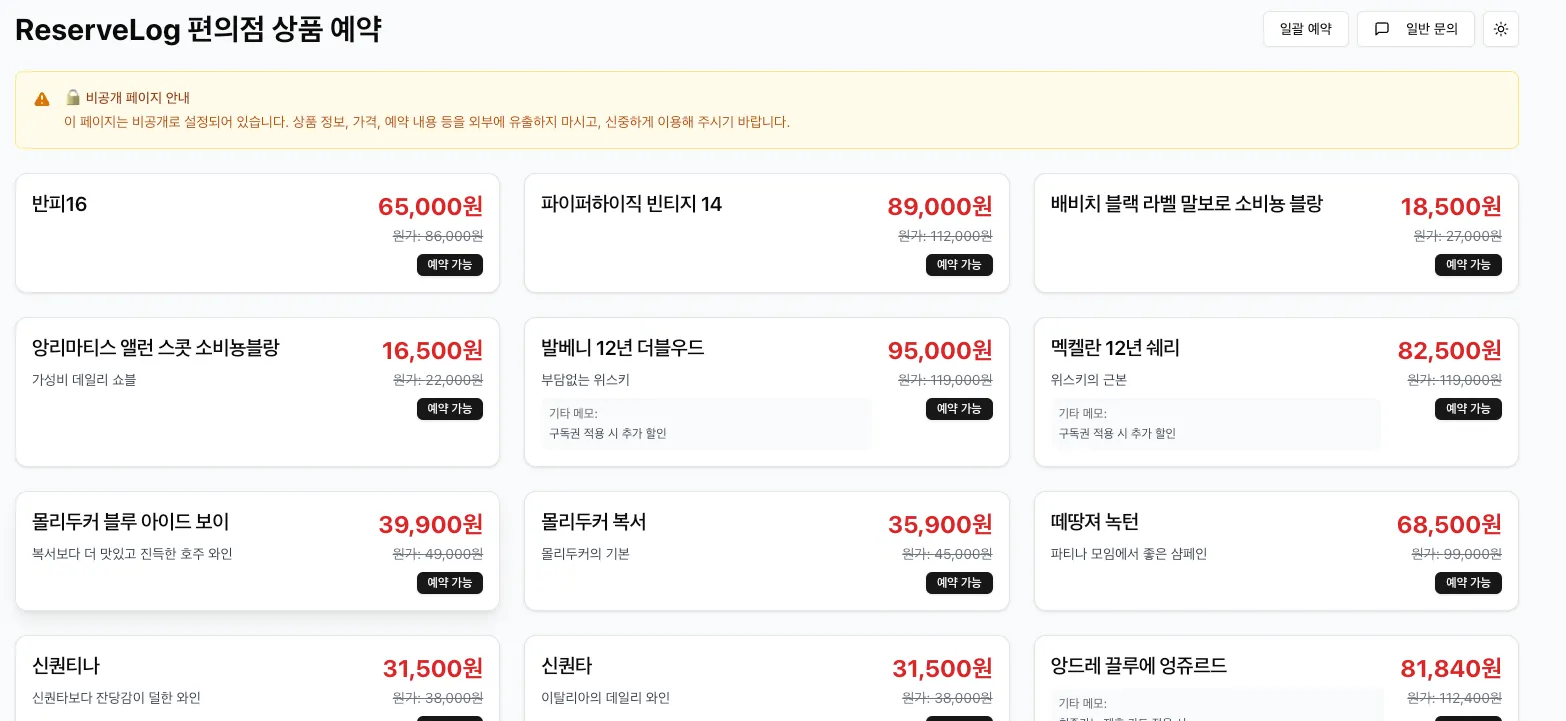 ReserveLog 편의점 상품 예약
일괄 예약
일반 문의
비공개 페이지 안내
이 페이지는 비공개로 설정되어 있습니다. 상품 정보, 가격, 예약 내용 등을 외부에 유출하지 마시고, 신중하게 이용해 주시기 바랍니다.
반피16
65,000원
원가: 86,000원
예약 가능
파이퍼하이직 빈티지 14
89,000원
원가: 112,000원
예약 가능
배비치 블랙 라벨 말보로 소비뇽 블랑
18,500원
원가: 27,000원
예약 가능
앙리마티스 앨런 스콧 소비뇽블랑
16,500원
가성비 데일리 쇼블
원가: 22,000원
예약 가능
발베니 12년 더블우드
95,000원
부담없는 위스키
원가: 119,000원
예약 가능
기타 메모:
구독권 적용 시 추가 할인
멕켈란 12년 쉐리
82,500원
위스키의 근본
원가: 119,000원
예약 가능
기타 메모:
구독권 적용 시 추가 할인
몰리두커 블루 아이드 보이
39,900원
복서보다 더 맛있고 진득한 호주 와인
원가: 49,000원
예약 가능
몰리두커 복서
35,900원
몰리두커의 기본
원가: 45,000원
예약 가능
떼땅져 녹턴
68,500원
파티나 모임에서 좋은 샴페인
원가: 99,000원
예약 가능
신퀀티나
31,500원
신퀀타보다 잔당감이 덜한 와인
원가: 38,000원
신퀀타
31,500원
이탈리아의 데일리 와인
원가: 38,000원
앙드레 끌루에 엉쥬르드
81,840원
원가: 112,400원
기타 메모: